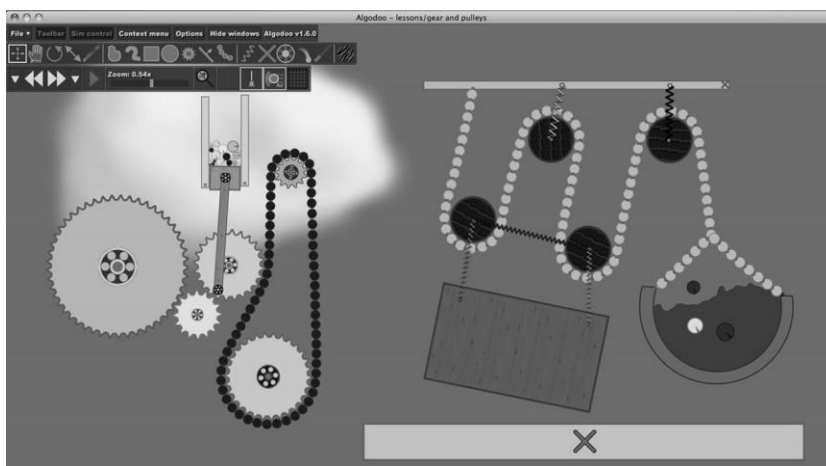 Algodoo - lessons/gear and pulleys
File ▾ Toolbar Sim control Context menu Options Hide windows Algodoo v1.6.0
Zoom: 0.54x